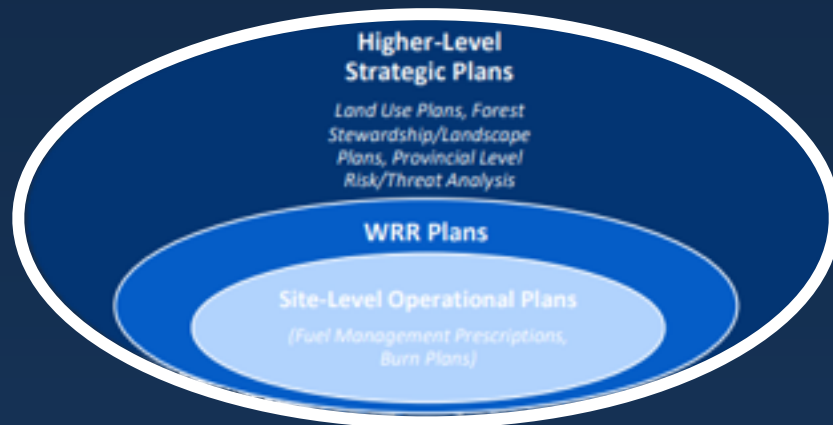 Higher-Level
Strategic Plans
Land Use Plans, Forest
Stewardship/Landscape
Plans, Provincial Level
Risk/Threat Analysis
WRR Plans
Site-Level Operational Plans
(Fuel Management Prescriptions,
Burn Plans)